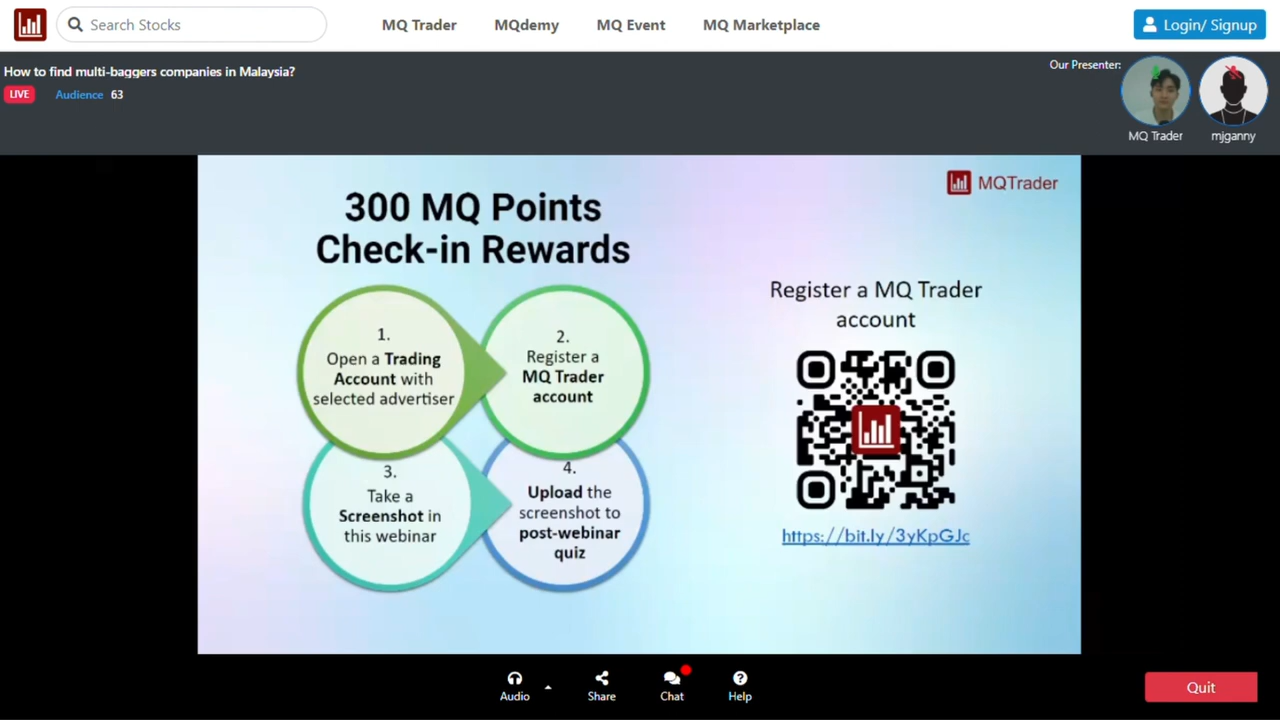 Search Stocks
MQ Trader
MQdemy
MQ Event
MQ Marketplace
Login/ Signup
How to find multi-baggers companies in Malaysia?
LIVE
Audience 63
Our Presenter:
MQ Trader
mjganny
MQTrader
300 MQ Points
Check-in Rewards
1.
Open a Trading
Account with
selected advertiser
2.
Register a
MQ Trader
account
3.
Take a
Screenshot in
this webinar
4.
Upload the
screenshot to
post-webinar
quiz
Register a MQ Trader
account
https://bit.ly/3yKpGJc
Audio
Share
Chat
Help
Quit